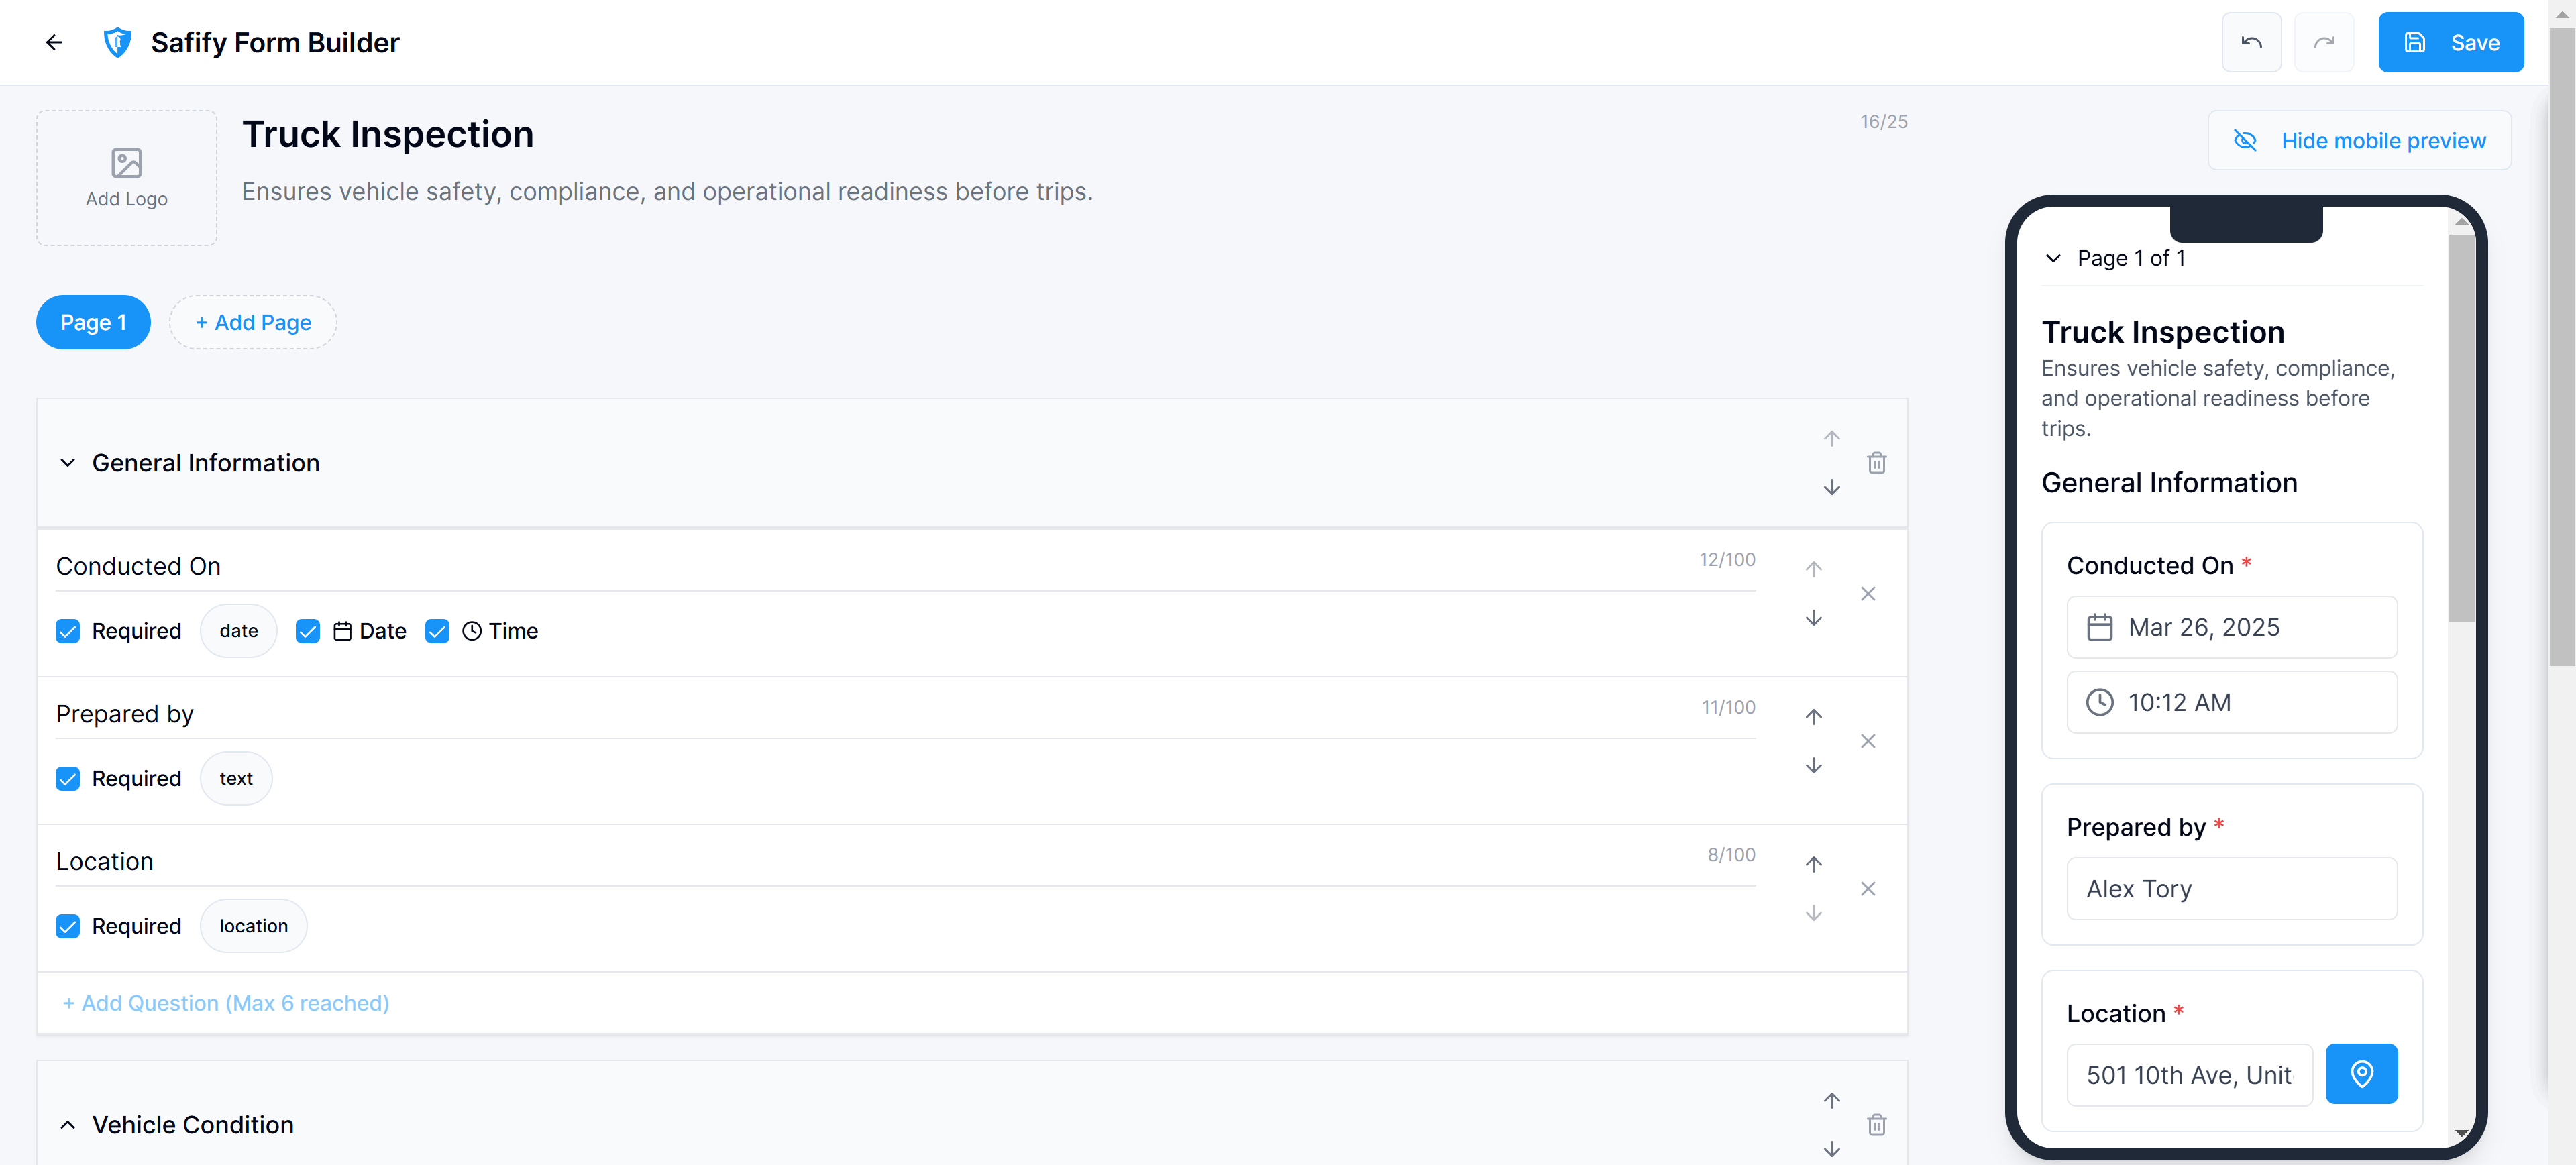 Safify Form Builder
Save
Add Logo
Truck Inspection
16/25
Ensures vehicle safety, compliance, and operational readiness before trips.
Hide mobile preview
Page 1
+ Add Page
General Information
Conducted On
12/100
Required
date
Date
Time
Prepared by
11/100
Required
text
Location
8/100
Required
location
+ Add Question (Max 6 reached)
Vehicle Condition
Page 1 of 1
Truck Inspection
Ensures vehicle safety, compliance,
and operational readiness before
trips.
General Information
Conducted On *
Mar 26, 2025
10:12 AM
Prepared by *
Alex Tory
Location *
501 10th Ave, Unit